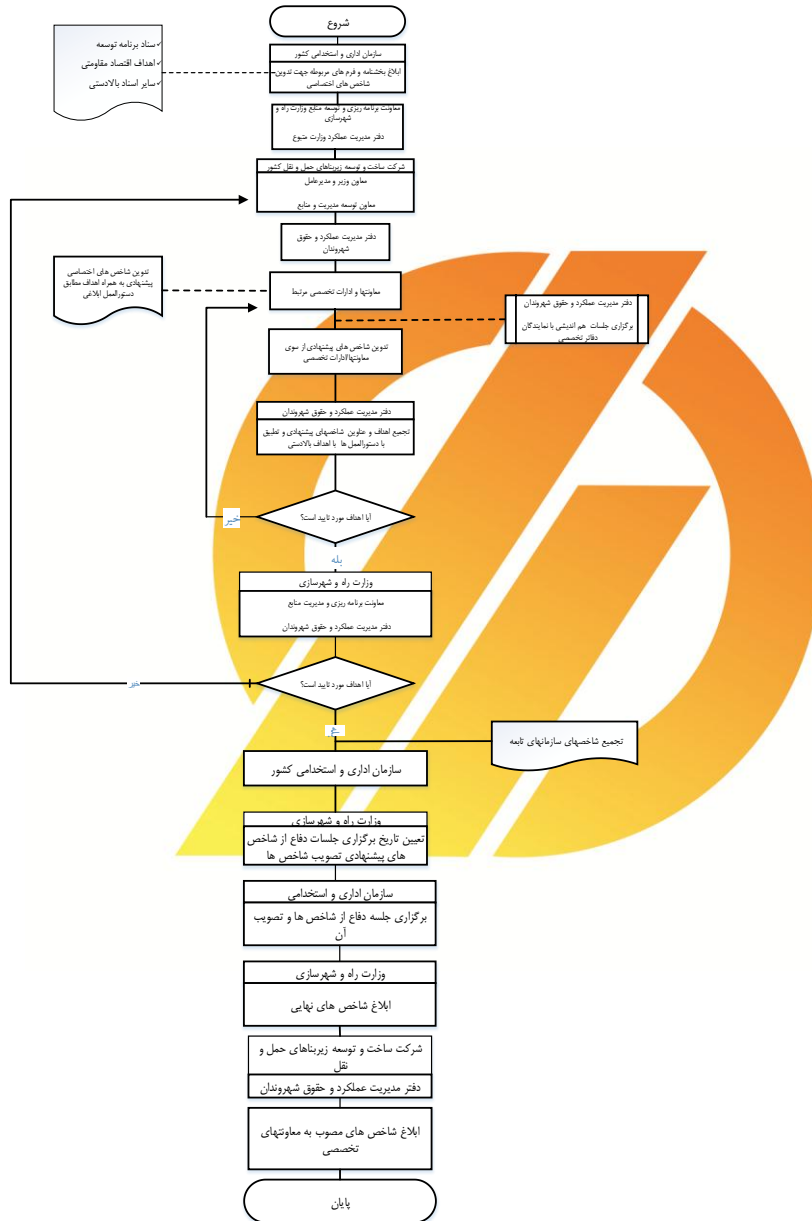 شروع
✓سناد برنامه توسعه
✓اهداف اقتصاد مقاومتی
✓سایر اسناد بالادستی
سازمان اداری و استخدامی کشور
ابلاغ بخشنامه و فرم های مربوطه جهت تدوین
شاخص های اختصاصی
معاونت برنامه ریزی و توسعه منابع وزارت راه و
شهرسازی
دفتر مدیریت عملکرد وزارت متبوع
شرکت ساخت و توسعه زیربناهای حمل و نقل کشور
معاون وزیر و مدیرعامل
معاون توسعه مدیریت و منابع
دفتر مدیریت عملکرد و حقوق
شهروندان
تدوین شاخص های اختصاصی
پیشنهادی به همراه اهداف مطابق
دستورالعمل ابلاغی
معاونتها و ادارات تخصصی مرتبط
دفتر مدیریت عملکرد و حقوق شهروندان
برگزاری جلسات هم اندیشی با نمایندگان
دفاتر تخصصی
تدوین شاخص های پیشنهادی از سوی
معاونتها/ادارات تخصصی
دفتر مدیریت عملکرد و حقوق شهروندان
تجمیع اهداف و عناوین شاخصهای پیشنهادی و تطبیق
با دستورالعمل ها با اهداف بالادستی
آیا اهداف مورد تایید است؟
خیر
بله
وزارت راه و شهرسازی
معاونت برنامه ریزی و مدیریت منابع
دفتر مدیریت عملکرد و حقوق شهروندان
آیا اهداف مورد تایید است؟
خیر
تجمیع شاخصهای سازمانهای تابعه
سازمان اداری و استخدامی کشور
وزارت راه و شهرسازی
تعیین تاریخ برگزاری جلسات دفاع از شاخص
های پیشنهادی تصویب شاخص ها
سازمان اداری و استخدامی
برگزاری جلسه دفاع از شاخص ها و تصویب
آن
وزارت راه و شهرسازی
ابلاغ شاخص های نهایی
شرکت ساخت و توسعه زیربناهای حمل و
نقل
دفتر مدیریت عملکرد و حقوق شهروندان
ابلاغ شاخص های مصوب به معاونتهای
تخصصی
پایان